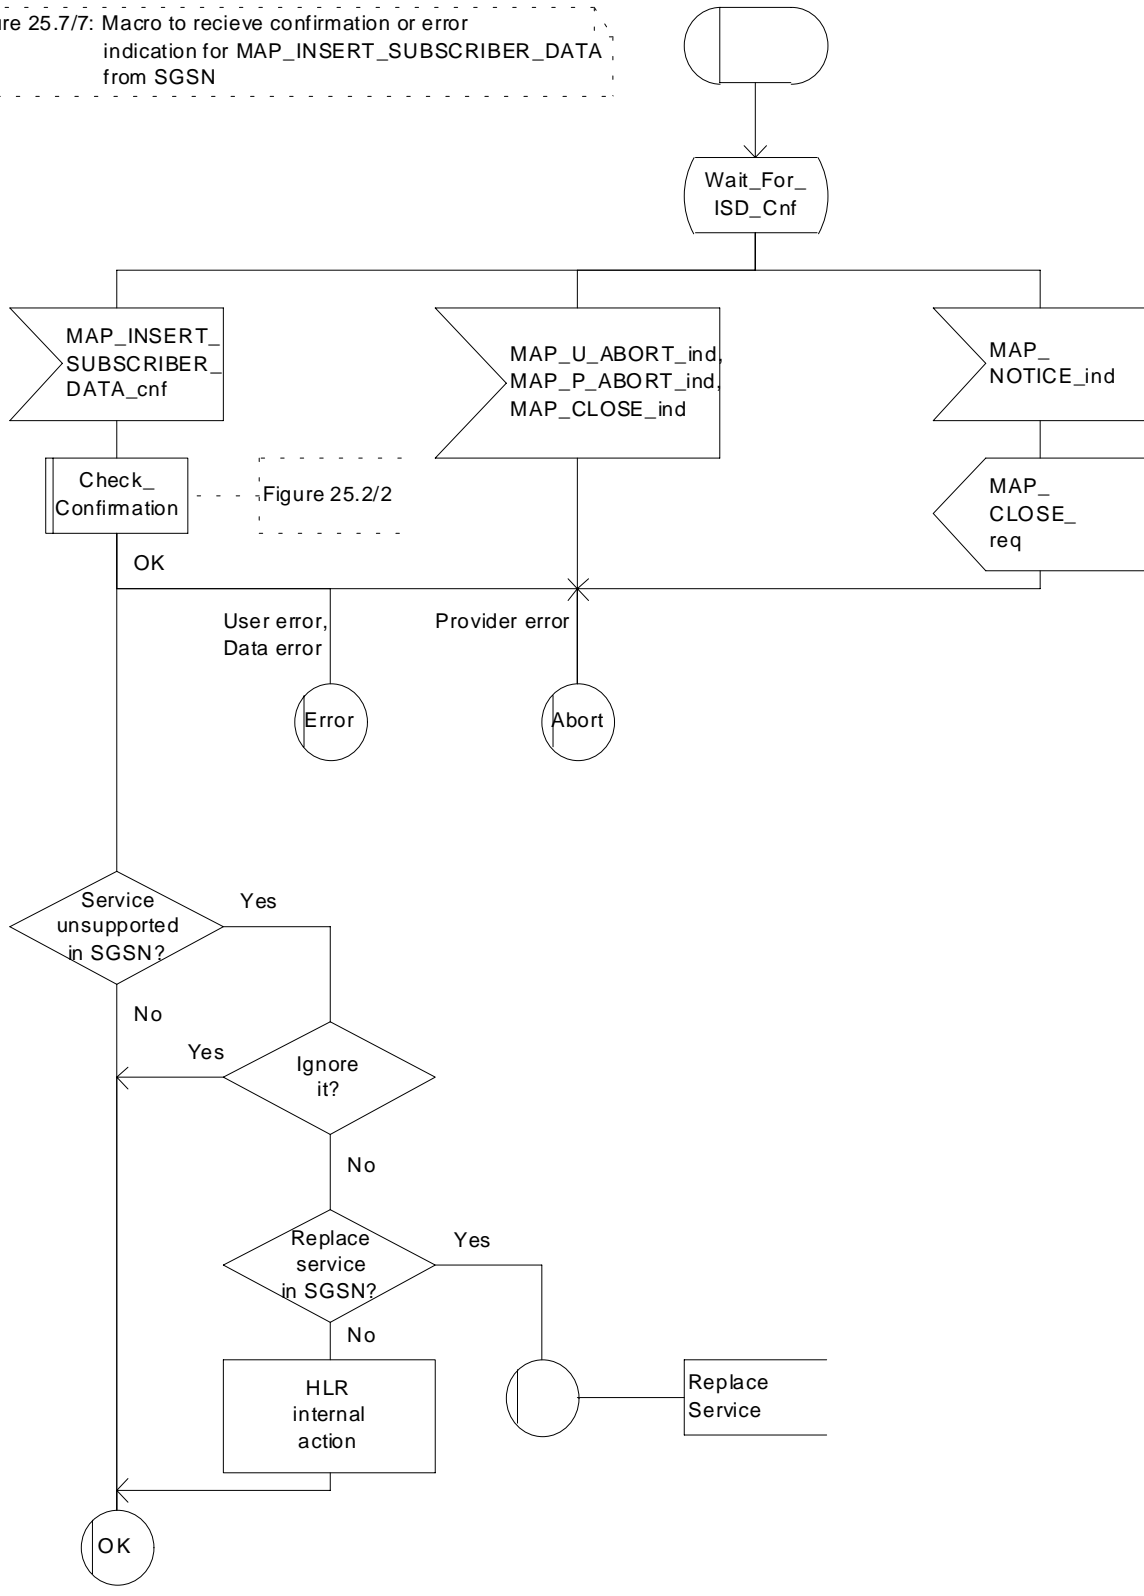 re 25.7/7: Macro to recieve confirmation or error
indication for MAP_INSERT_SUBSCRIBER_DATA
from SGSN
Wait_For_
ISD_Cnf
MAP_INSERT_
SUBSCRIBER_
DATA_cnf
MAP_U_ABORT_ind,
MAP_P_ABORT_ind,
MAP_CLOSE_ind
MAP_
NOTICE_ind
Check_
Confirmation
Figure 25.2/2
MAP_
CLOSE_
req
OK
User error,
Data error
Provider error
Error
Abort
Service
unsupported
in SGSN?
Yes
No
Yes
Ignore
it?
No
Replace
service
in SGSN?
Yes
No
HLR
internal
action
Replace
Service
OK